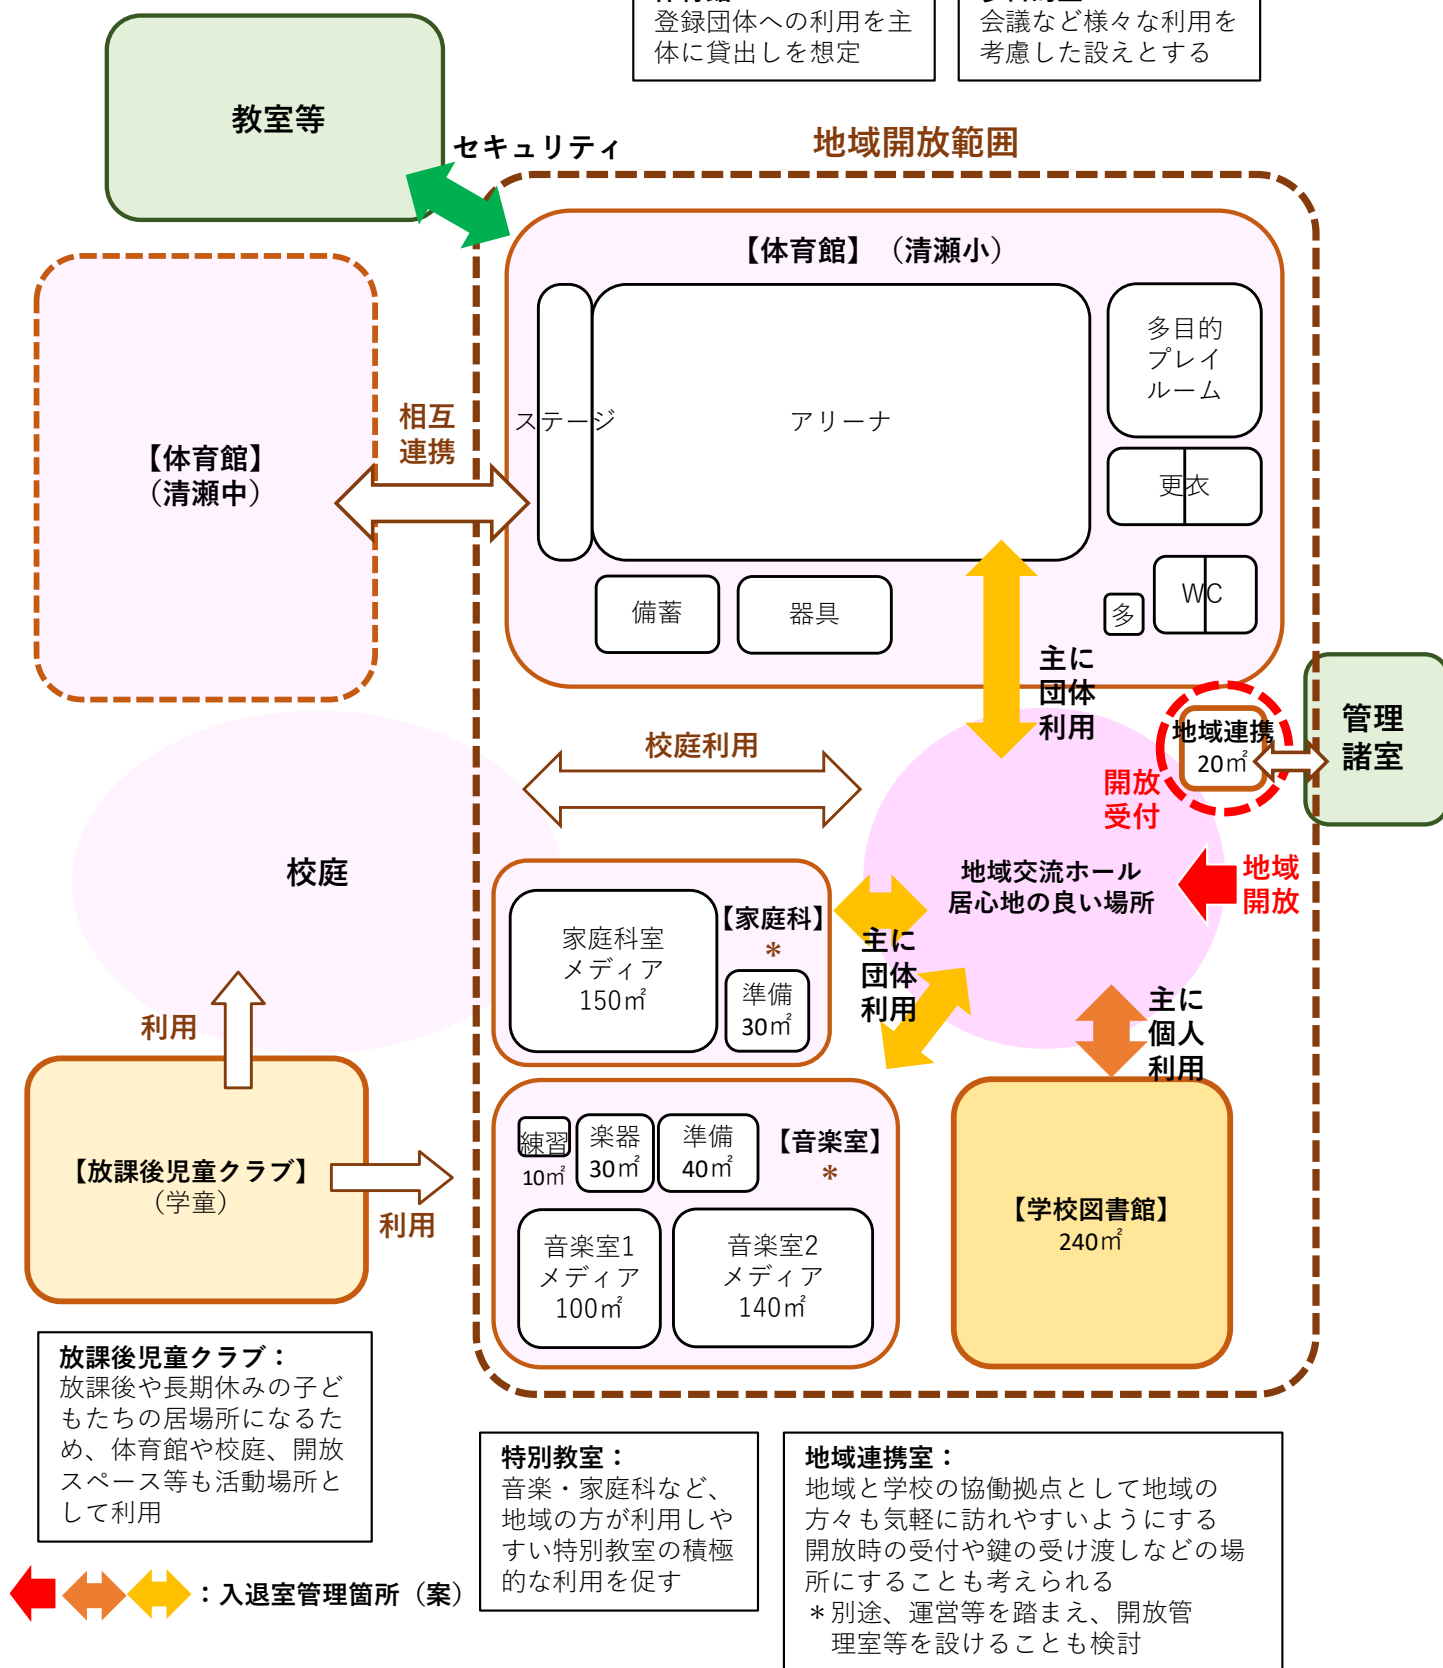 登録団体への利用を主
体に貸出しを想定
会議など様々な利用を
考慮した設えとする
教室等
セキュリティ
地域開放範囲
【体育館】（清瀬小）
ステージ
アリーナ
多目的
プレイ
ルーム
更衣
備蓄
器具
多
WC
【体育館】
（清瀬中）
相互
連携
主に
団体
利用
地域連携
20㎡
管理
諸室
開放
受付
校庭利用
校庭
地域交流ホール
居心地の良い場所
地域
開放
家庭科室
メディア
150㎡
【家庭科】
＊
準備
30㎡
主に
団体
利用
主に
個人
利用
利用
【放課後児童クラブ】
（学童）
利用
練習
10㎡
楽器
30㎡
準備
40㎡
【音楽室】
＊
音楽室1
メディア
100㎡
音楽室2
メディア
140㎡
【学校図書館】
240㎡
放課後児童クラブ：
放課後や長期休みの子ど
もたちの居場所になるた
め、体育館や校庭、開放
スペース等も活動場所と
して利用
特別教室：
音楽・家庭科など、
地域の方が利用しや
すい特別教室の積極
的な利用を促す
地域連携室：
地域と学校の協働拠点として地域の
方々も気軽に訪れやすいようにする
開放時の受付や鍵の受け渡しなどの場
所にすることも考えられる
＊別途、運営等を踏まえ、開放管
理室等を設けることも検討
：入退室管理箇所（案）